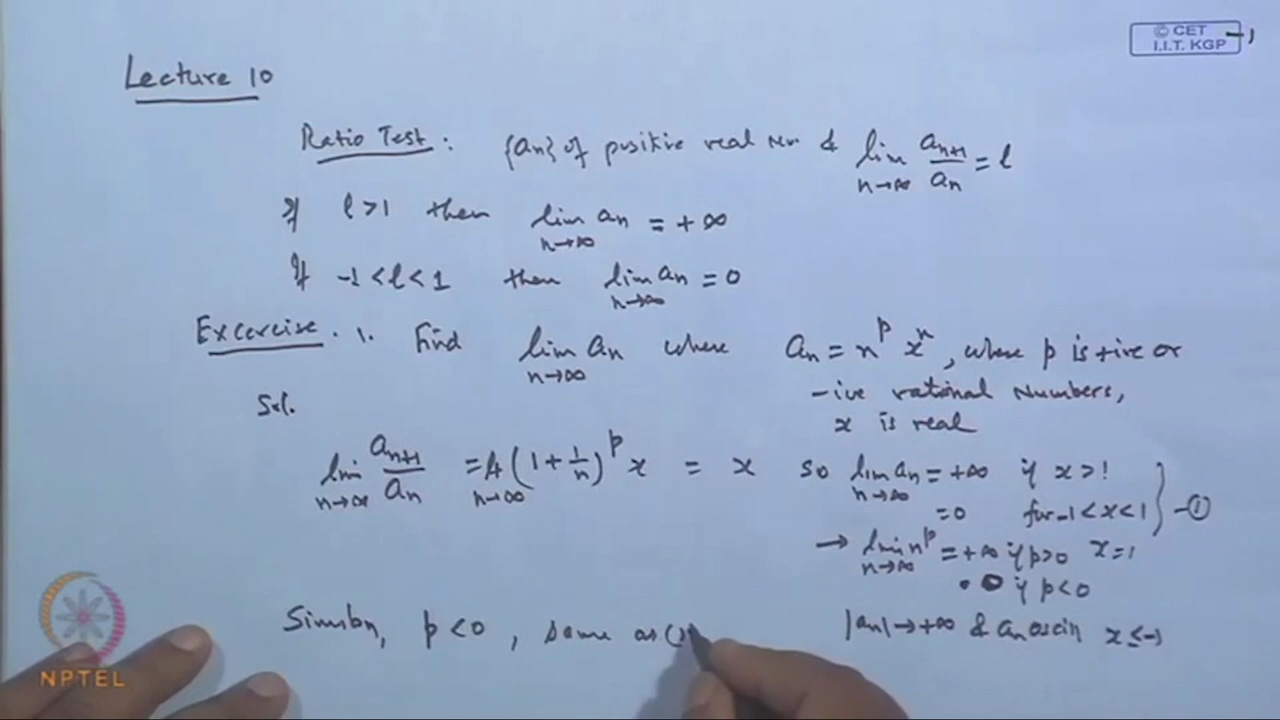 © CET
I.I.T. KGP
Lecture 10
Ratio Test : {an} of positive real Nr & lim n→∞ an+1/an = l
If l > 1 then lim n→∞ an = + ∞
If -1 < l < 1 then lim n→∞ an = 0
Excercise. 1. Find lim n→∞ an where an = n^p x^n, where p is +ive or
-ive rational Numbers,
x is real
Sol.
lim n→∞ an+1/an = lt n→∞ (1 + 1/n)^p x = x so lim n→∞ an = +∞ if x > 1
= 0 for -1 < x < 1 } -①
→ lim n→∞ n^p = +∞ if p>0 x = 1
0 if p < 0
|an| → +∞ & an oscin x ≤ -1
p < 0, same as (1
NPTEL